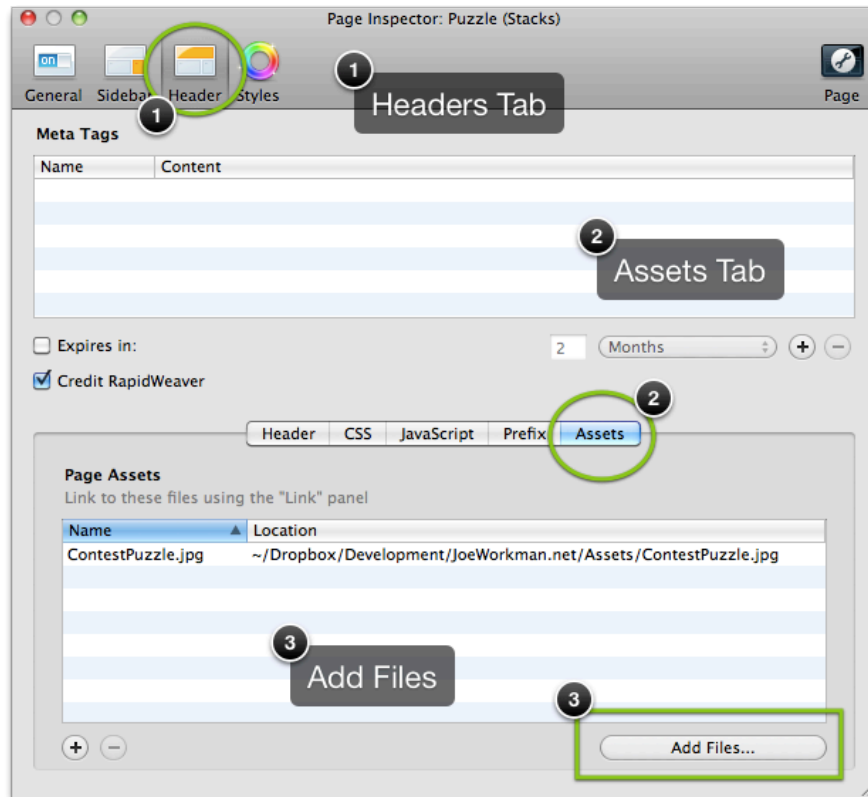 Page Inspector: Puzzle (Stacks)
on
General Sidebar Header Styles Page
1
1
Headers Tab
Meta Tags
Name Content
2
Assets Tab
Expires in: 2 Months
Credit RapidWeaver
2
Header CSS JavaScript Prefix Assets
Page Assets
Link to these files using the "Link" panel
Name Location
ContestPuzzle.jpg ~/Dropbox/Development/JoeWorkman.net/Assets/ContestPuzzle.jpg
3
Add Files
3
Add Files...